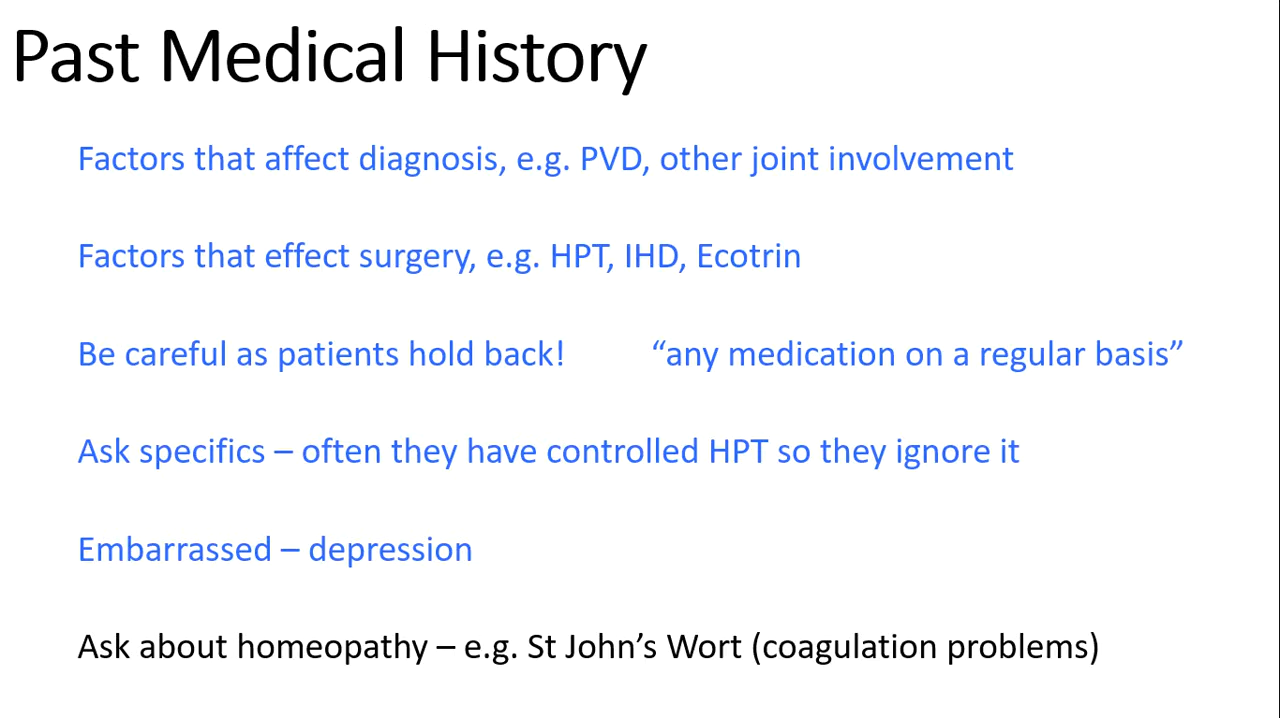 Past Medical History
Factors that affect diagnosis, e.g. PVD, other joint involvement
Factors that effect surgery, e.g. HPT, IHD, Ecotrin
Be careful as patients hold back! “any medication on a regular basis”
Ask specifics – often they have controlled HPT so they ignore it
Embarrassed – depression
Ask about homeopathy – e.g. St John’s Wort (coagulation problems)